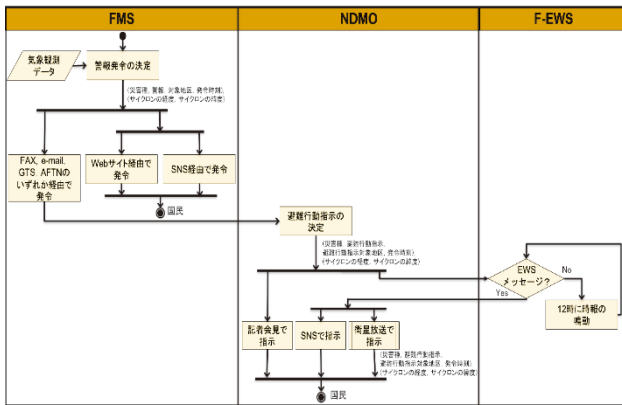 FMS
NDMO
F-EWS
気象観測
データ
警報発令の決定
(災害種, 警報, 対象地区, 発令時刻)
(サイクロンの経度, サイクロンの緯度)
FAX, e-mail,
GTS, AFTNの
いずれか経由で
発令
Webサイト経由で
発令
SNS経由で発令
国民
避難行動指示の
決定
(災害種, 避難行動指示,
避難行動指示対象地区, 発令時刻)
(サイクロンの経度, サイクロンの緯度)
EWS
メッセージ?
No
Yes
12時に時報の
鳴動
記者会見で
指示
SNSで指示
衛星放送で
指示
(災害種, 避難行動指示,
避難行動指示対象地区, 発令時刻)
(サイクロンの経度, サイクロンの緯度)
国民